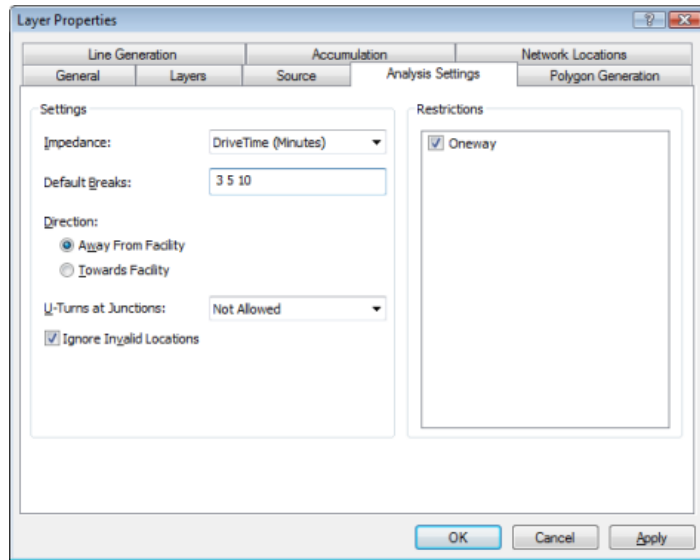 Layer Properties
Line Generation
Accumulation
Network Locations
General
Layers
Source
Analysis Settings
Polygon Generation
Settings
Impedance:
DriveTime (Minutes)
Default Breaks:
3 5 10
Direction:
Away From Facility
Towards Facility
U-Turns at Junctions:
Not Allowed
Ignore Invalid Locations
Restrictions
Oneway
OK
Cancel
Apply